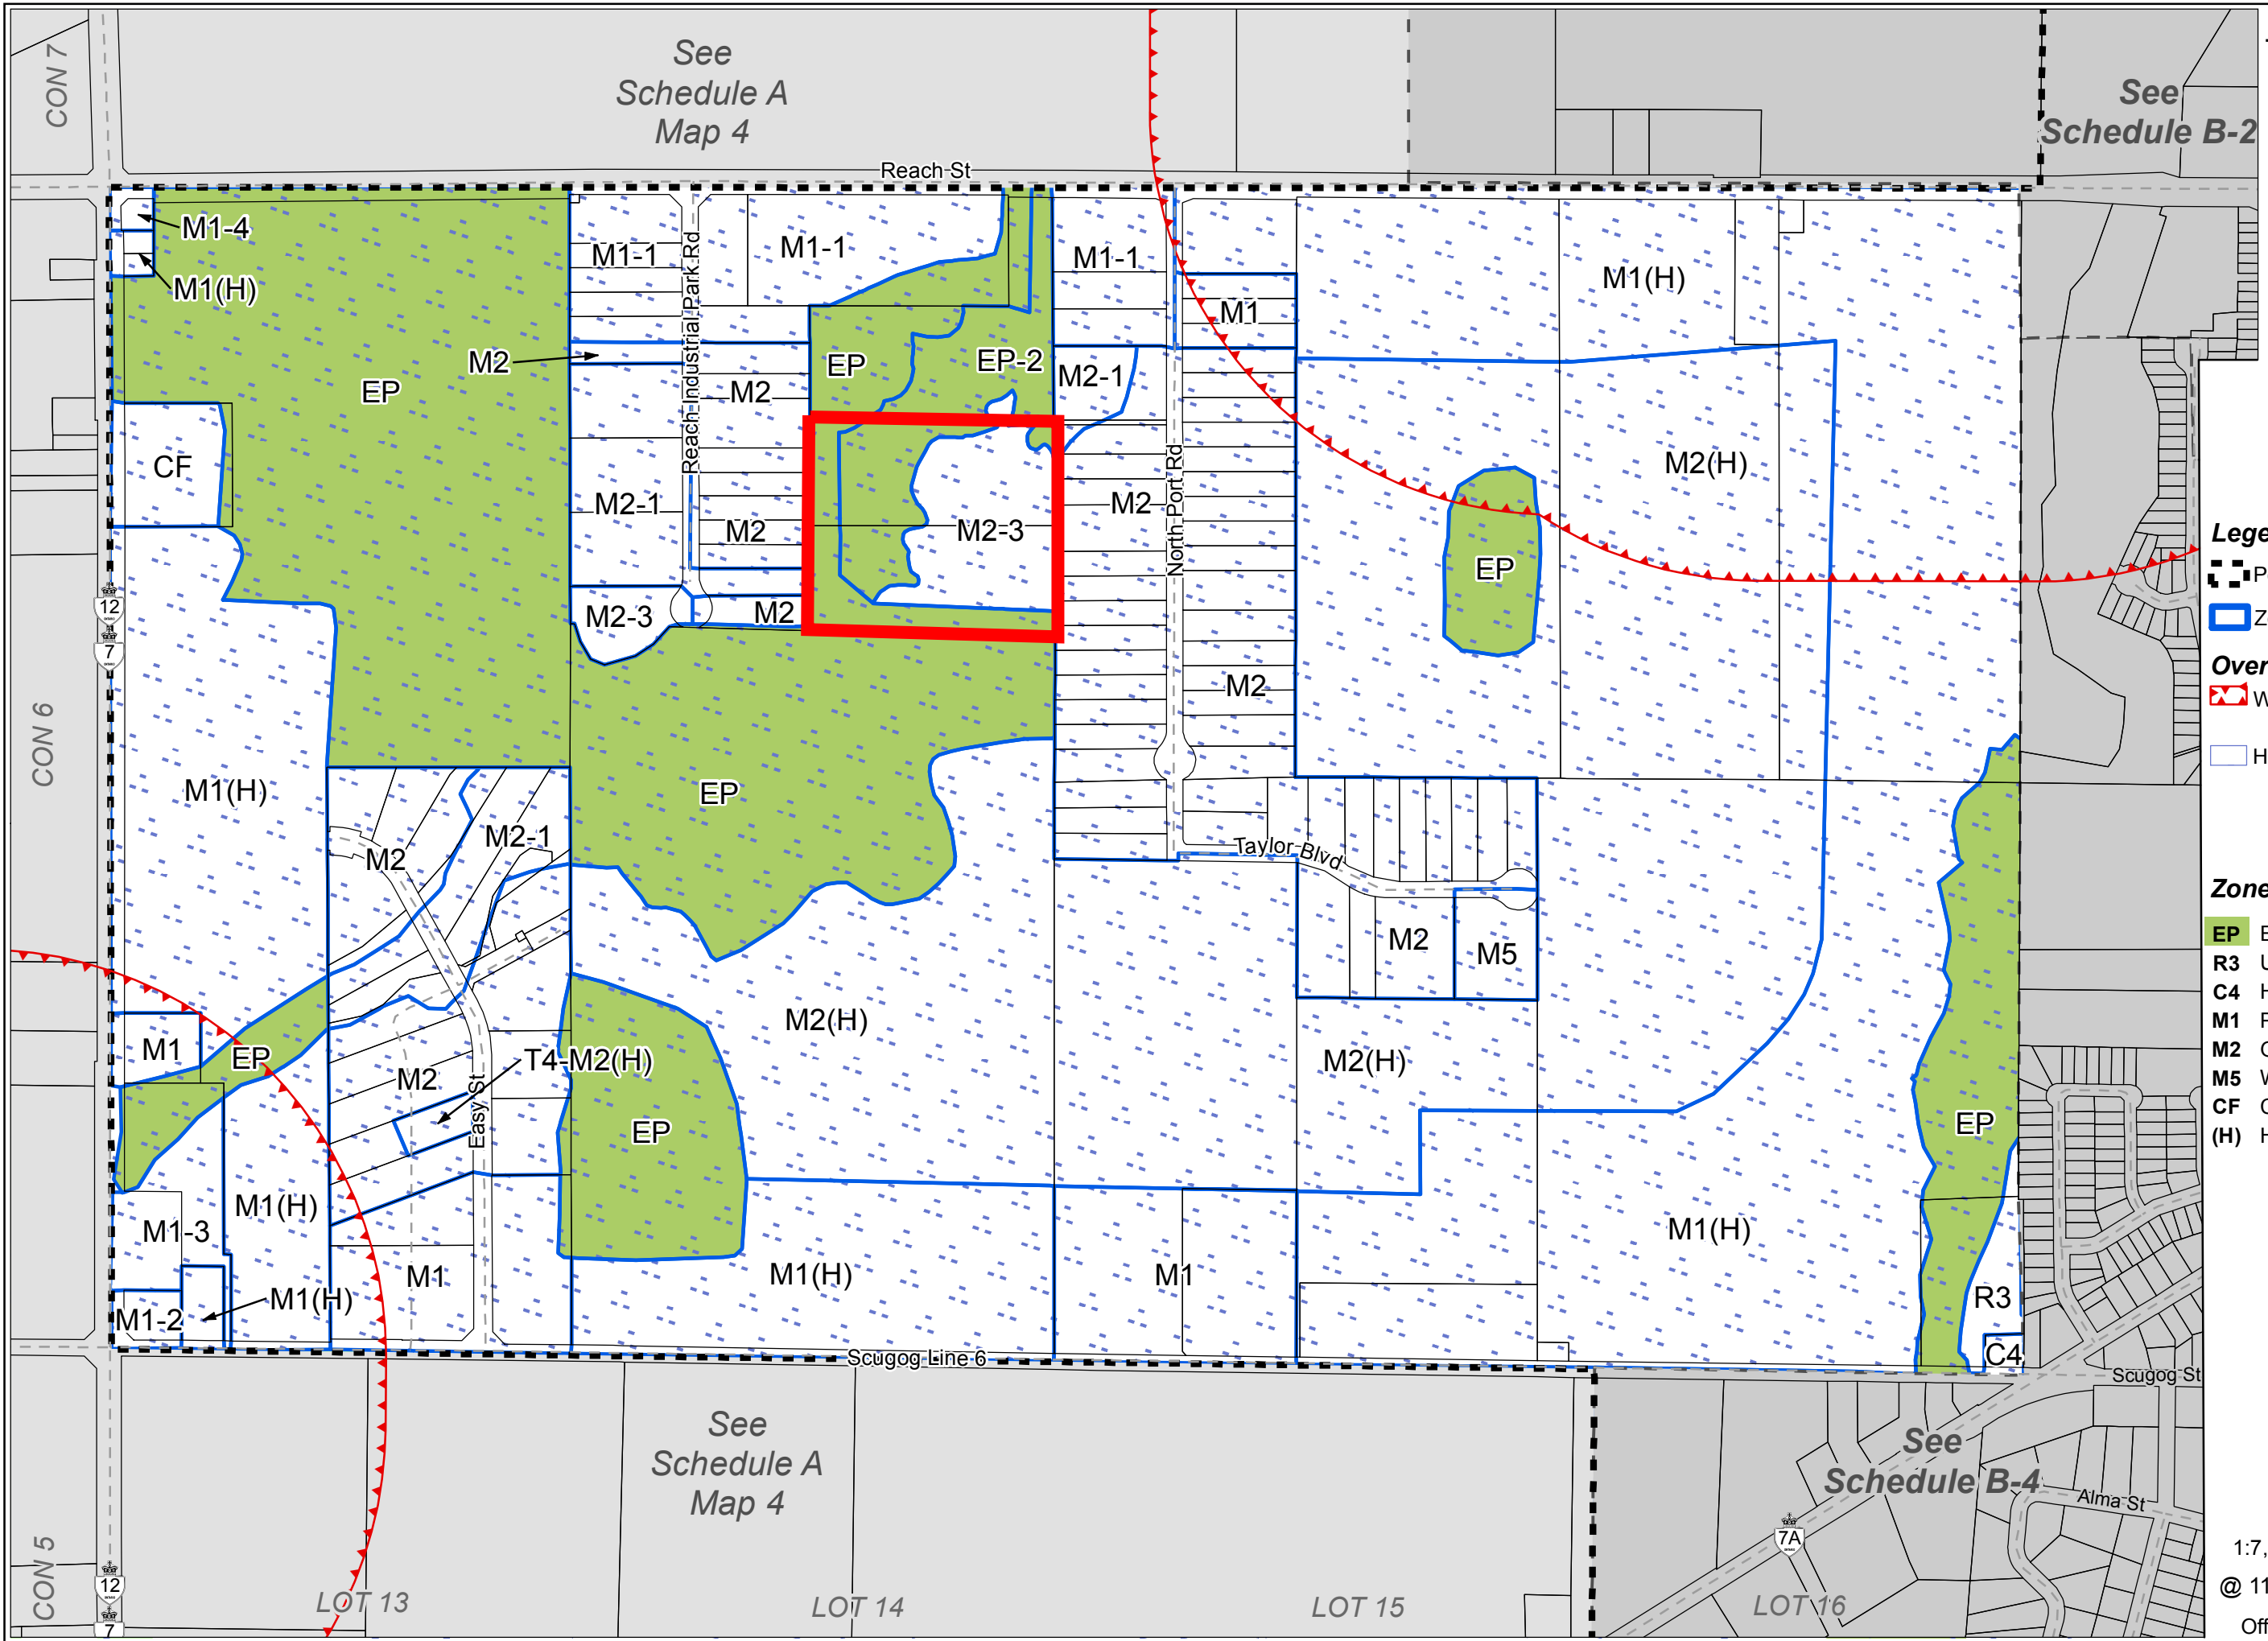 CON 7
See
Schedule A
Map 4
See
Schedule B-2
Reach St
M1-4
M1(H)
M1-1
M1-1
M1-1
M1(H)
M1
Reach Industrial Park Rd
M2
EP
EP
EP-2
M2
M2-1
CF
M2(H)
M2-1
M2
M2-3
M2
North Port Rd
EP
12
7
M2-3
M2
M2
CON 6
M1(H)
EP
M2-1
M2
Taylor Blvd
M2
M5
M2(H)
M1
EP
M2
T4-M2(H)
M2(H)
Easy St
EP
EP
M1-3
M1(H)
M1(H)
M1-2
M1(H)
M1
M1(H)
M1
R3
C4
Scugog Line 6
Scugog St
See
Schedule A
Map 4
See
Schedule B-4
Alma St
7A
CON 5
12
7
LOT 13
LOT 14
LOT 15
LOT 16
Lege
P
Z
Over
W
H
Zone
EP E
R3 U
C4 H
M1 P
M2 G
M5 W
CF C
(H) H
1:7,
@ 11
Off